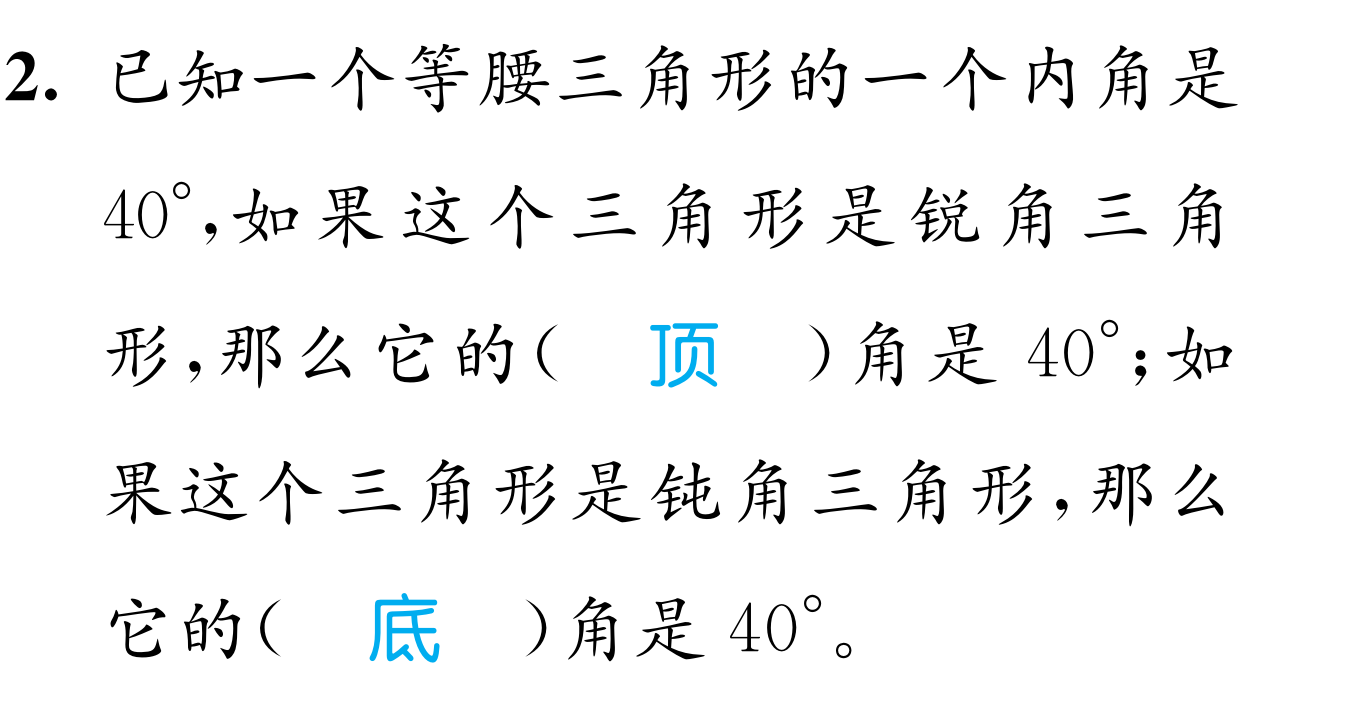 2. 已知一个等腰三角形的一个内角是
40°,如果这个三角形是锐角三角
形,那么它的( 顶 )角是 40°;如
果这个三角形是钝角三角形,那么
它的( 底 )角是 40°。